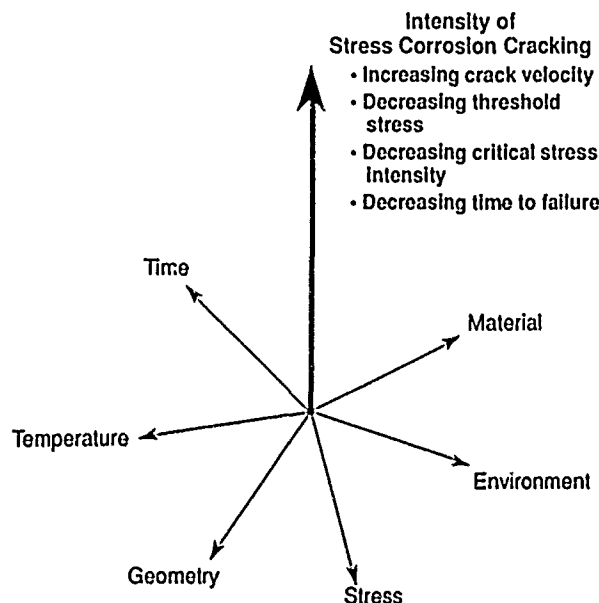 Intensity of
Stress Corrosion Cracking
• Increasing crack velocity
• Decreasing threshold
stress
• Decreasing critical stress
intensity
• Decreasing time to failure
Time
Material
Temperature
Environment
Geometry
Stress